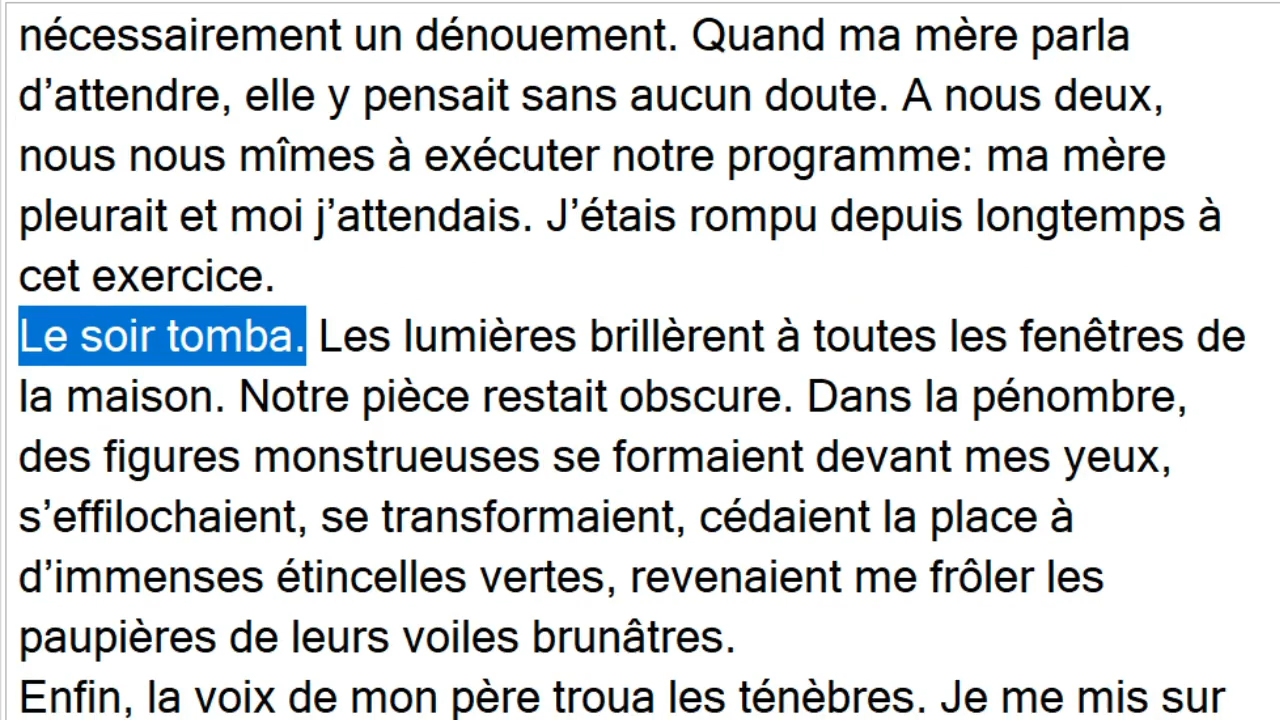 nécessairement un dénouement. Quand ma mère parla
d’attendre, elle y pensait sans aucun doute. A nous deux,
nous nous mîmes à exécuter notre programme: ma mère
pleurait et moi j’attendais. J’étais rompu depuis longtemps à
cet exercice.
Le soir tomba. Les lumières brillèrent à toutes les fenêtres de
la maison. Notre pièce restait obscure. Dans la pénombre,
des figures monstrueuses se formaient devant mes yeux,
s’effilochaient, se transformaient, cédaient la place à
d’immenses étincelles vertes, revenaient me frôler les
paupières de leurs voiles brunâtres.
Enfin, la voix de mon père troua les ténèbres. Je me mis sur